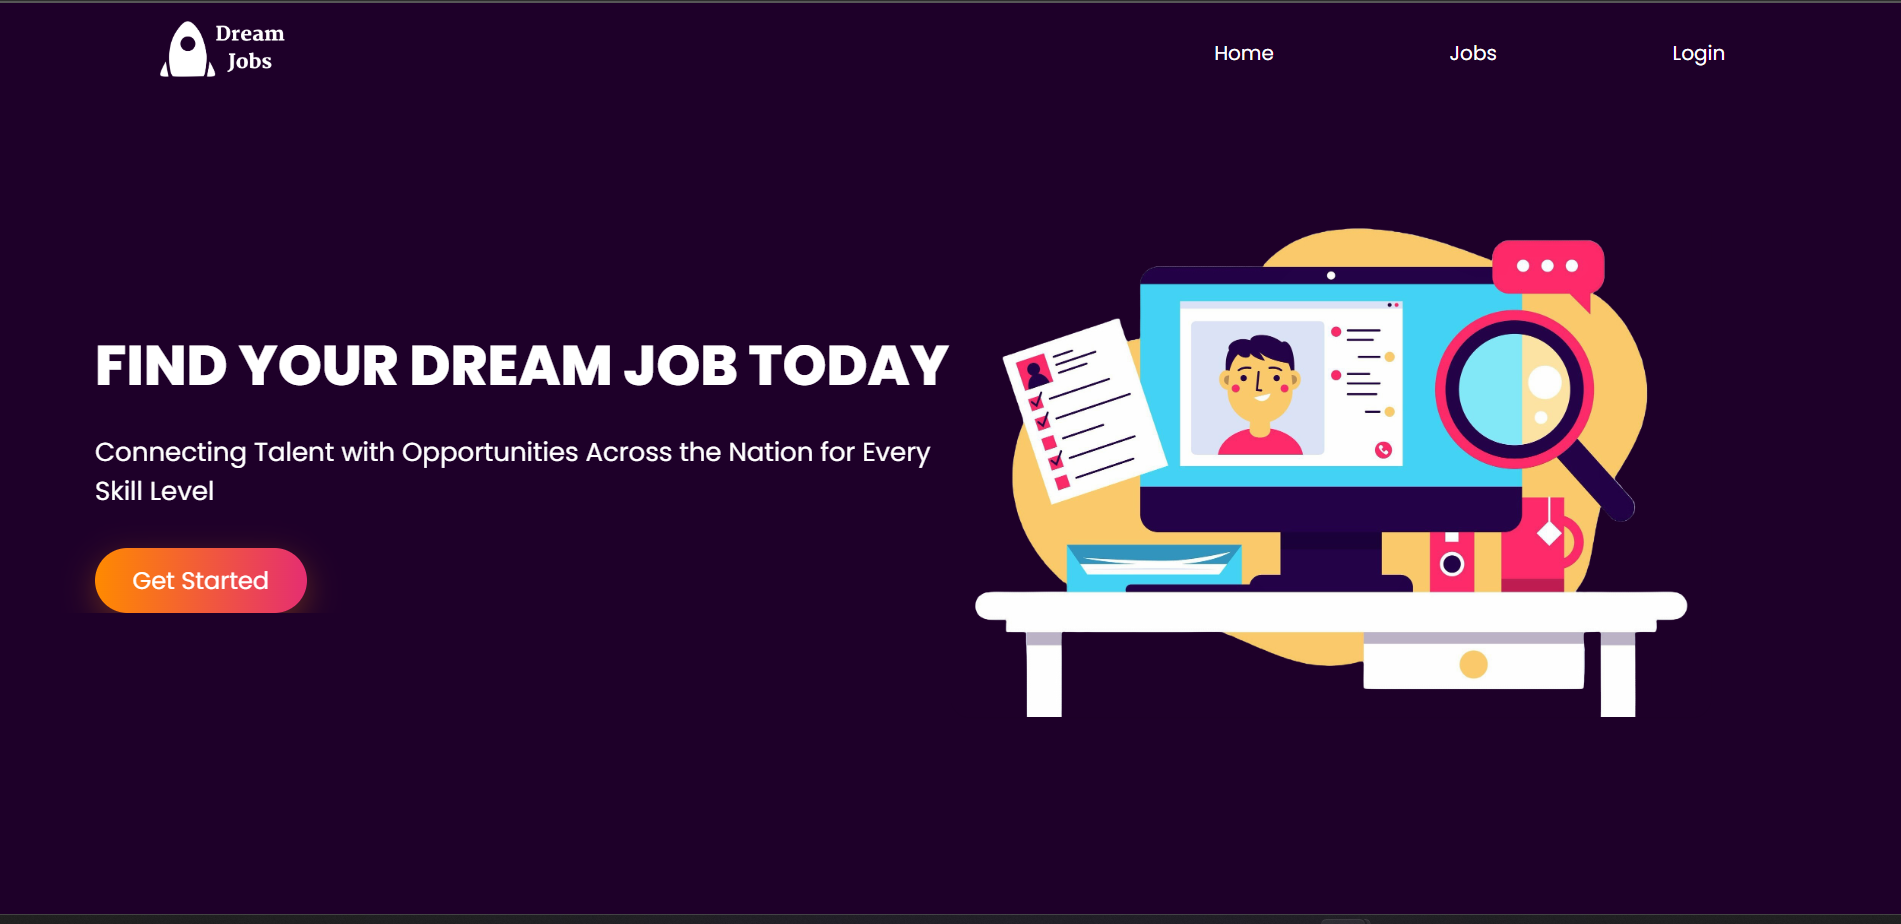 Dream
Jobs
Home
Jobs
Login
FIND YOUR DREAM JOB TODAY
Connecting Talent with Opportunities Across the Nation for Every
Skill Level
Get Started